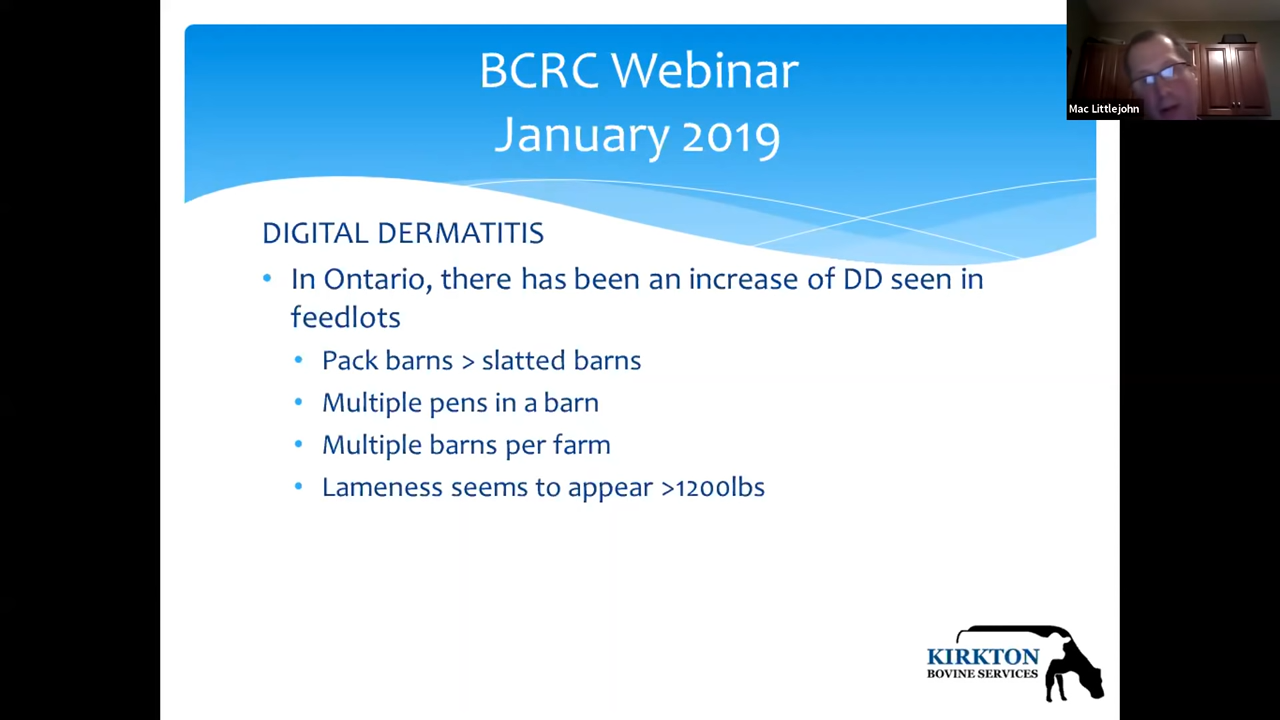 BCRC Webinar
January 2019
Mac Littlejohn
DIGITAL DERMATITIS
• In Ontario, there has been an increase of DD seen in
feedlots
• Pack barns > slatted barns
• Multiple pens in a barn
• Multiple barns per farm
• Lameness seems to appear >1200lbs
KIRKTON
BOVINE SERVICES